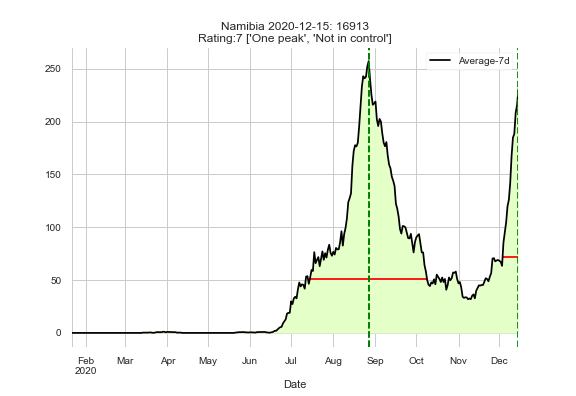 Namibia 2020-12-15: 16913
Rating:7 ['One peak', 'Not in control']
Average-7d
250
200
150
100
50
0
Feb Mar Apr May Jun Jul Aug Sep Oct Nov Dec
2020
Date